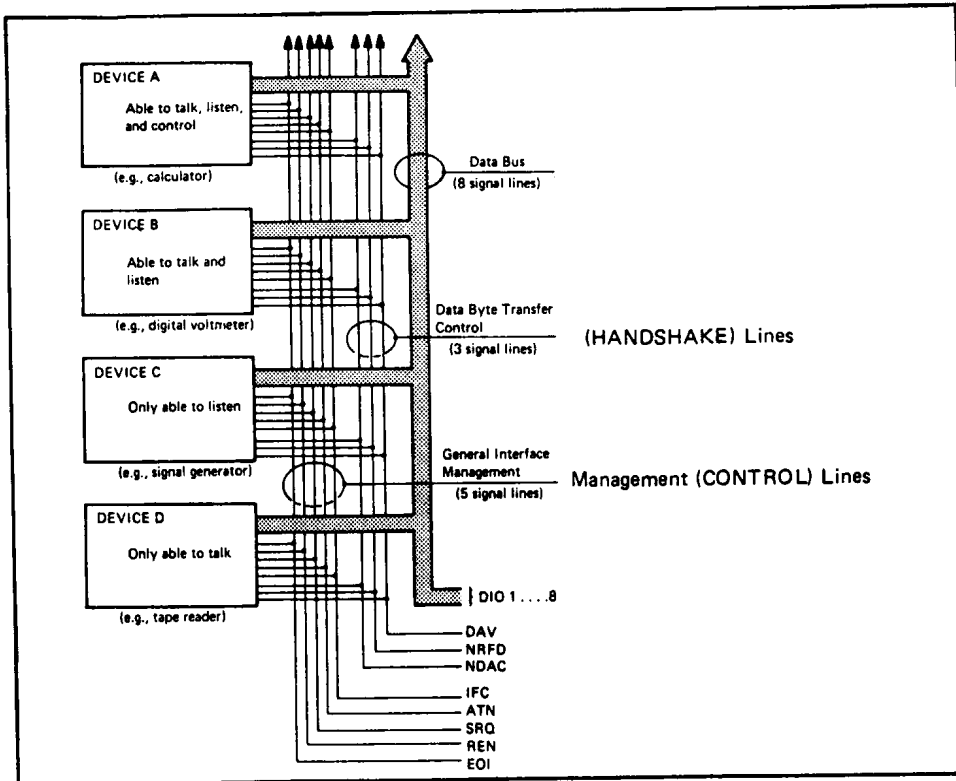 DEVICE A
Able to talk, listen,
and control
(e.g., calculator)
Data Bus
(8 signal lines)
DEVICE B
Able to talk and
listen
(e.g., digital voltmeter)
Data Byte Transfer
Control
(3 signal lines)
(HANDSHAKE) Lines
DEVICE C
Only able to listen
(e.g., signal generator)
General Interface
Management
(5 signal lines)
Management (CONTROL) Lines
DEVICE D
Only able to talk
(e.g., tape reader)
DIO 1 . . . . 8
DAV
NRFD
NDAC
IFC
ATN
SRQ
REN
EOI